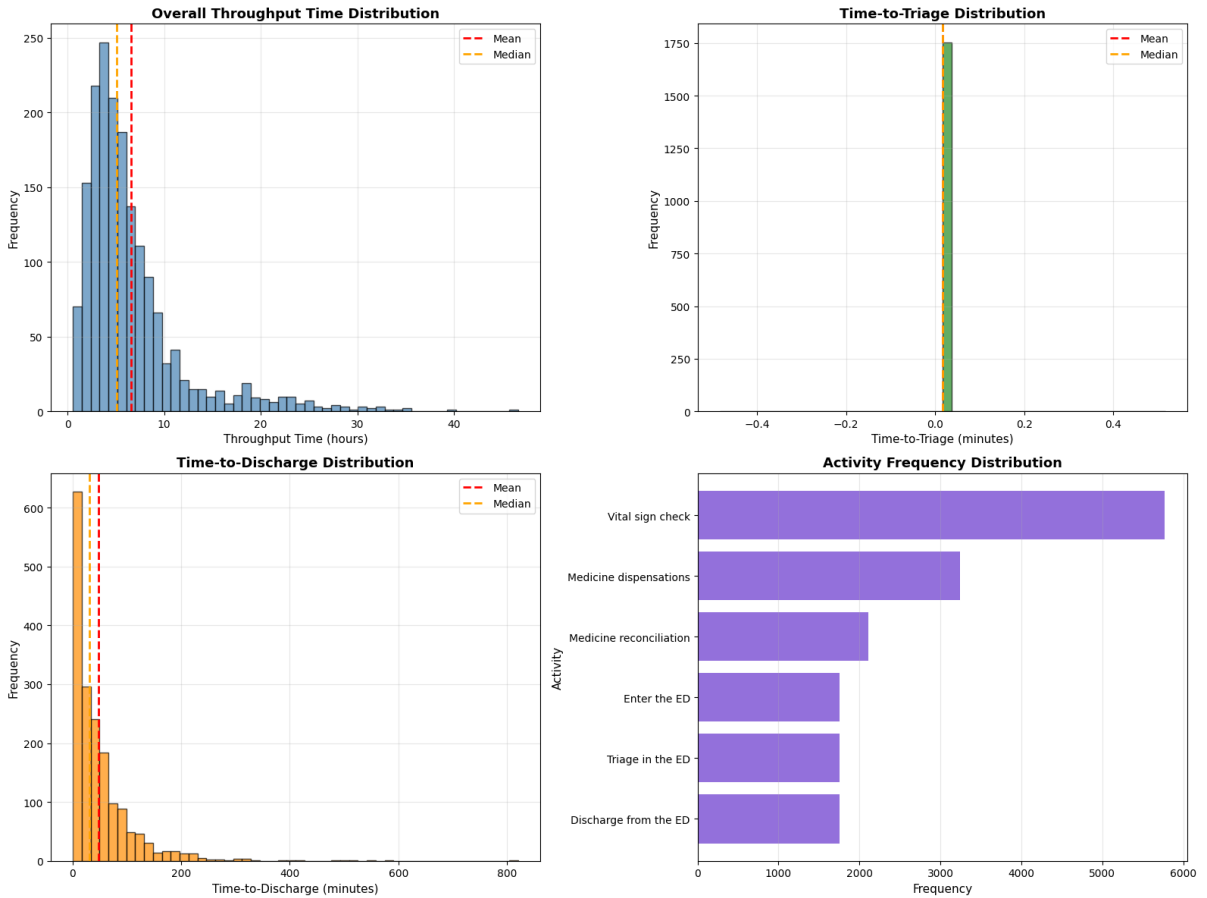 Overall Throughput Time Distribution
Frequency
250
200
150
100
50
0
Mean
Median
0
10
20
30
40
Throughput Time (hours)
Time-to-Triage Distribution
Frequency
1750
1500
1250
1000
750
500
250
0
Mean
Median
−0.4
−0.2
0.0
0.2
0.4
Time-to-Triage (minutes)
Time-to-Discharge Distribution
Frequency
600
500
400
300
200
100
0
Mean
Median
0
200
400
600
800
Time-to-Discharge (minutes)
Activity Frequency Distribution
Activity
Vital sign check
Medicine dispensations
Medicine reconciliation
Enter the ED
Triage in the ED
Discharge from the ED
0
1000
2000
3000
4000
5000
6000
Frequency